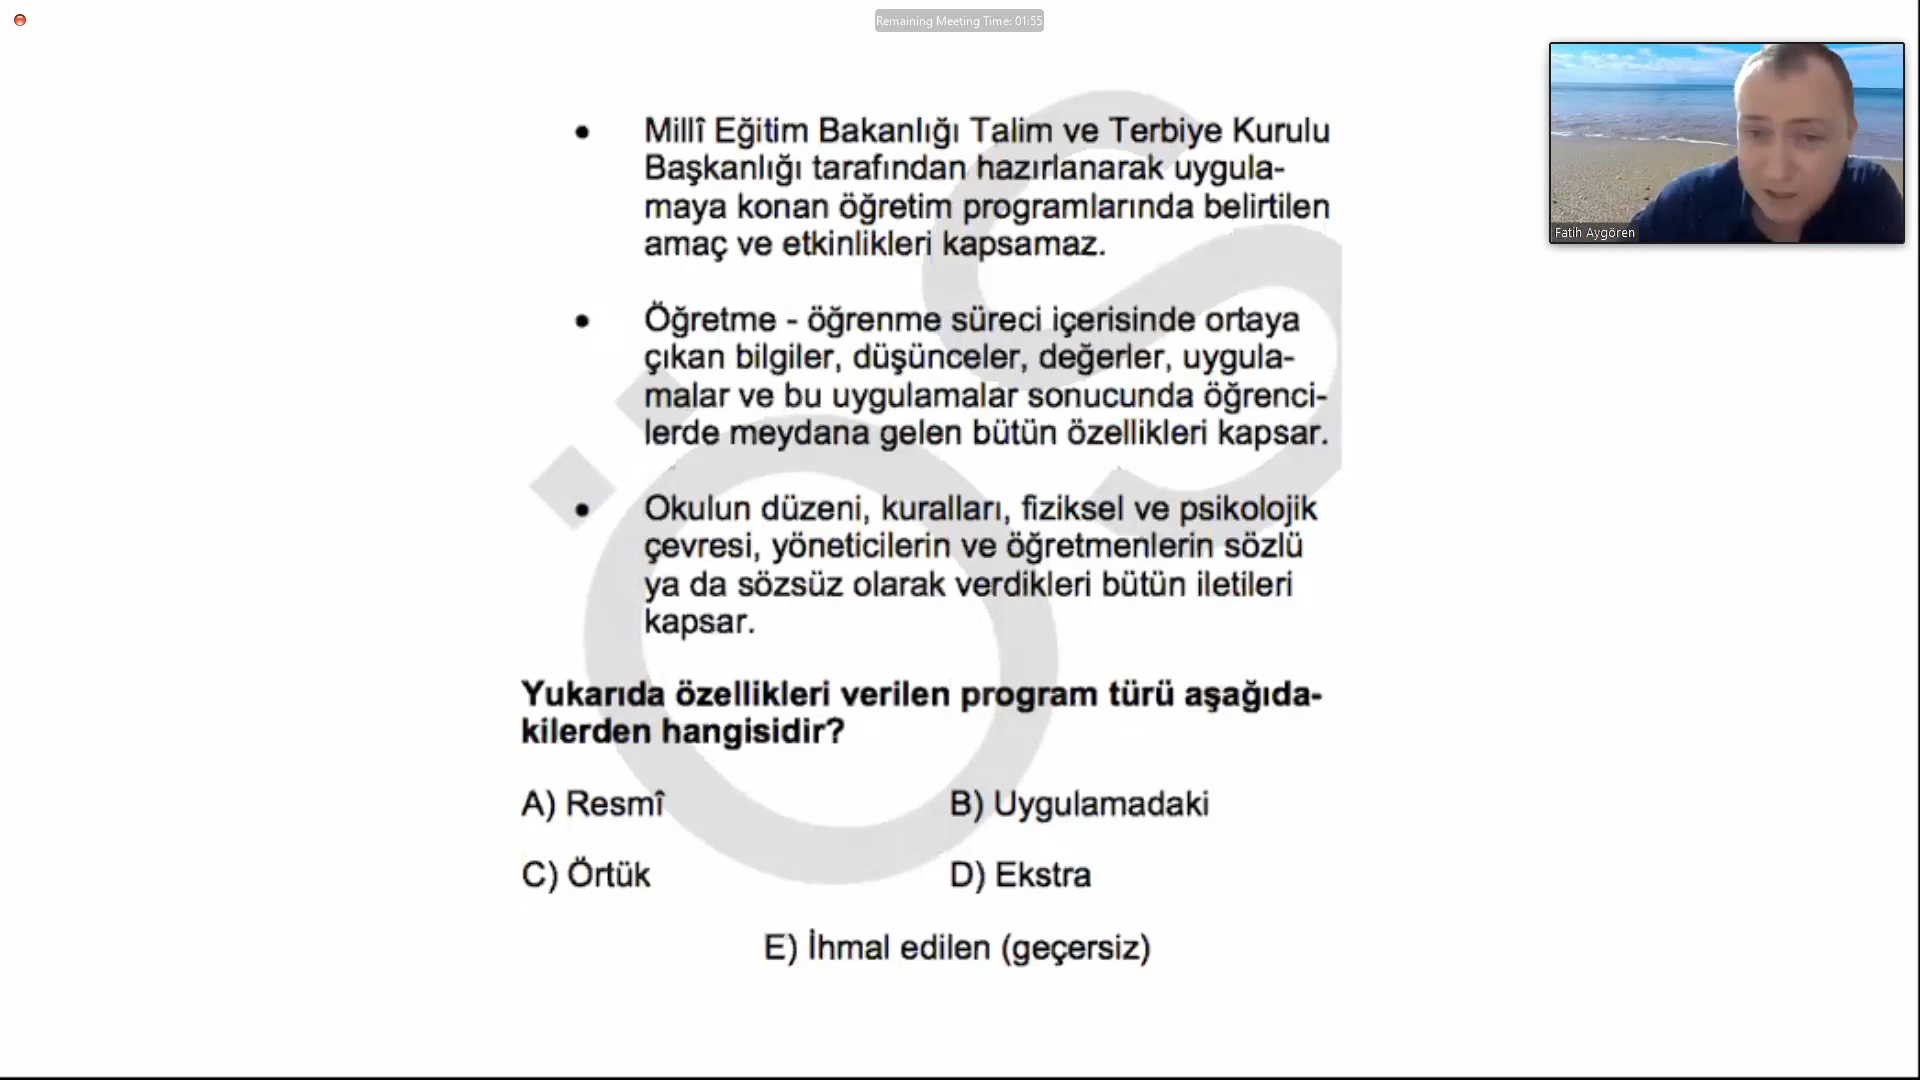 Remaining Meeting Time: 01:55
Fatih Aygören
• Millî Eğitim Bakanlığı Talim ve Terbiye Kurulu
Başkanlığı tarafından hazırlanarak uygula-
maya konan öğretim programlarında belirtilen
amaç ve etkinlikleri kapsamaz.
• Öğretme - öğrenme süreci içerisinde ortaya
çıkan bilgiler, düşünceler, değerler, uygula-
malar ve bu uygulamalar sonucunda öğrenci-
lerde meydana gelen bütün özellikleri kapsar.
• Okulun düzeni, kuralları, fiziksel ve psikolojik
çevresi, yöneticilerin ve öğretmenlerin sözlü
ya da sözsüz olarak verdikleri bütün iletileri
kapsar.
Yukarıda özellikleri verilen program türü aşağıda-
kilerden hangisidir?
A) Resmî B) Uygulamadaki
C) Örtük D) Ekstra
E) İhmal edilen (geçersiz)